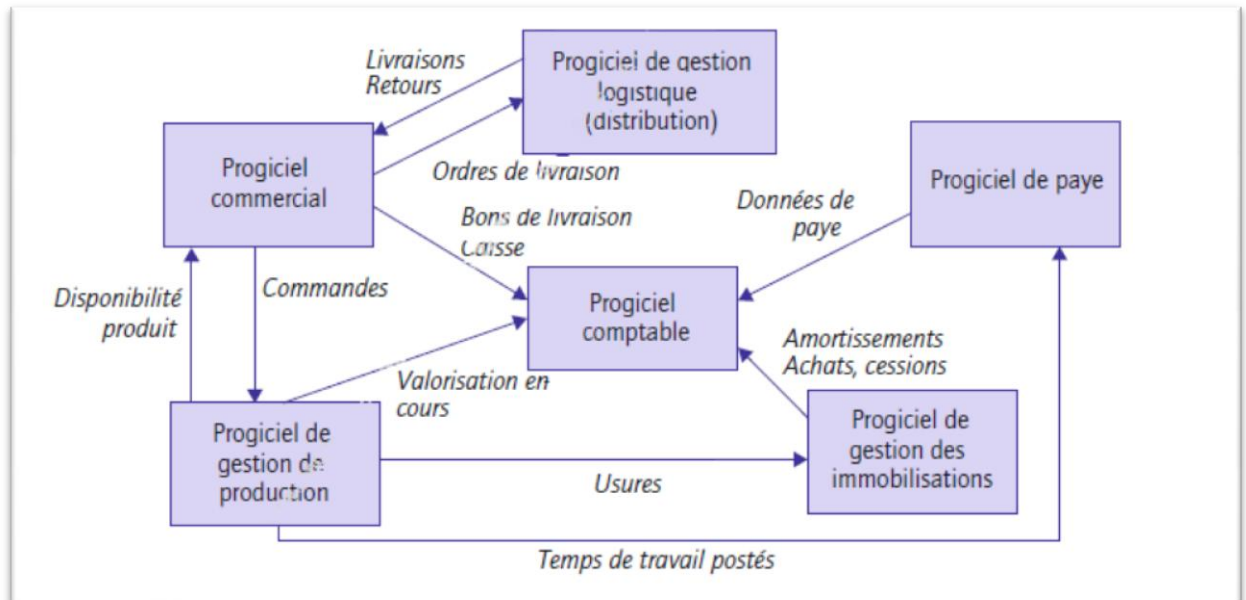 Livraisons
Retours
Progiciel de gestion
logistique
(distribution)
Progiciel
commercial
Ordres de livraison
Progiciel de paye
Données de
paye
Bons de livraison
Caisse
Disponibilité
produit
Commandes
Progiciel
comptable
Amortissements
Achats, cessions
Valorisation en
cours
Progiciel de
gestion de
production
Progiciel de
gestion des
immobilisations
Usures
Temps de travail postés